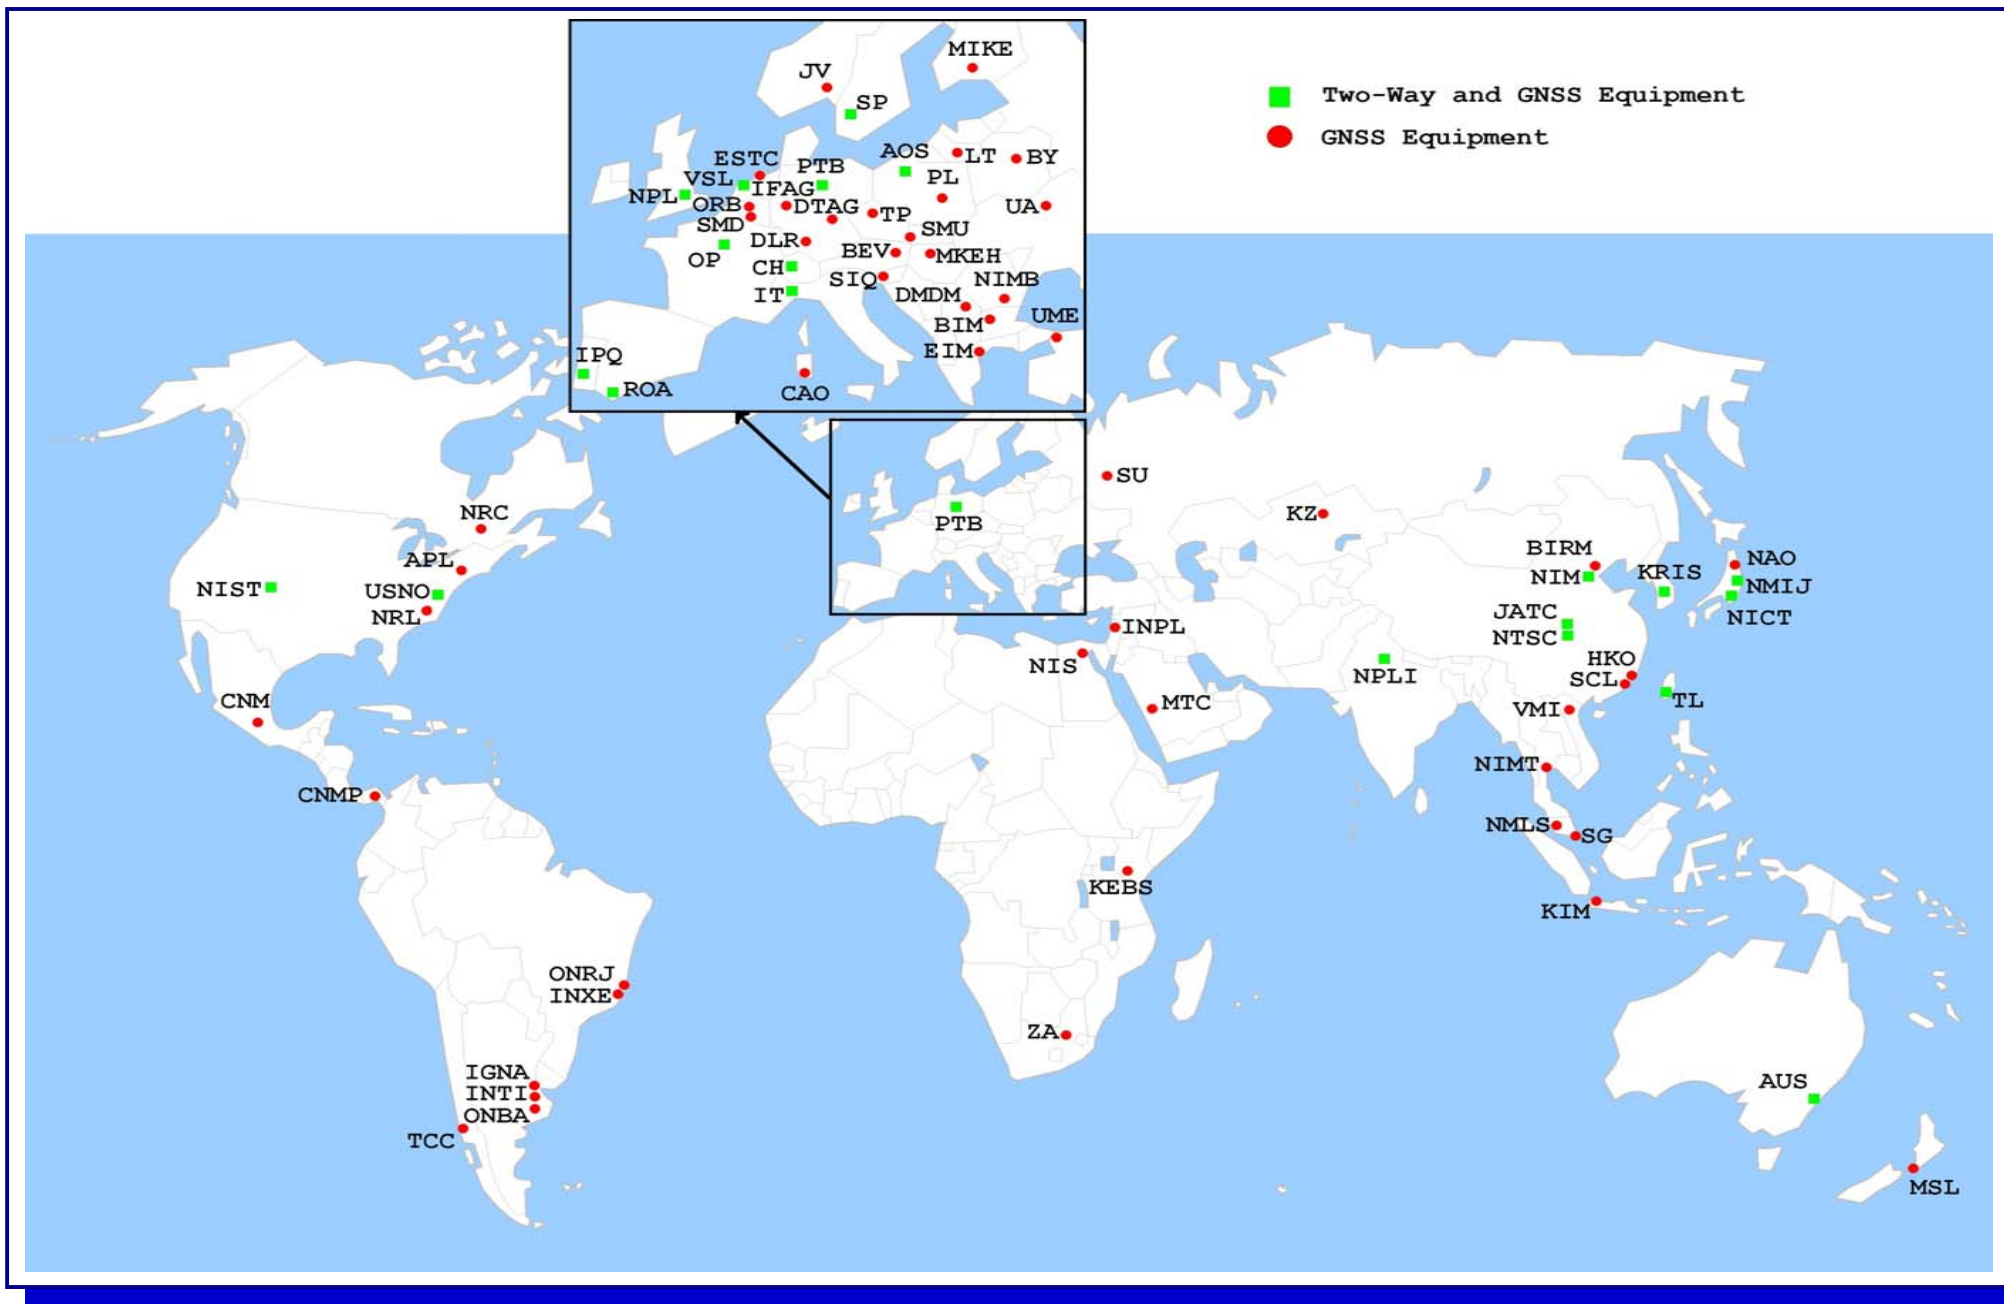 MIKE
JV
SP
Two-Way and GNSS Equipment
GNSS Equipment
ESTC
PTB
AOS
LT
BY
VSL
IFAG
PL
NPL
ORB
DTAG
TP
UA
SMD
SMU
OP
DLR
BEV
MKEH
CH
SIQ
NIMB
IT
DMDM
UME
BIM
EIM
IPQ
ROA
CAO
SU
NRC
PTB
KZ
APL
BIRM
NAO
NIST
USNO
NIM
KRIS
NMIJ
NRL
JATC
NICT
INPL
NTSC
NIS
NPLI
HKO
SCL
CNM
MTC
VMI
TL
NIMT
CNMP
NMLS
SG
KEBS
KIM
ONRJ
INXE
ZA
IGNA
INTI
ONBA
AUS
TCC
MSL